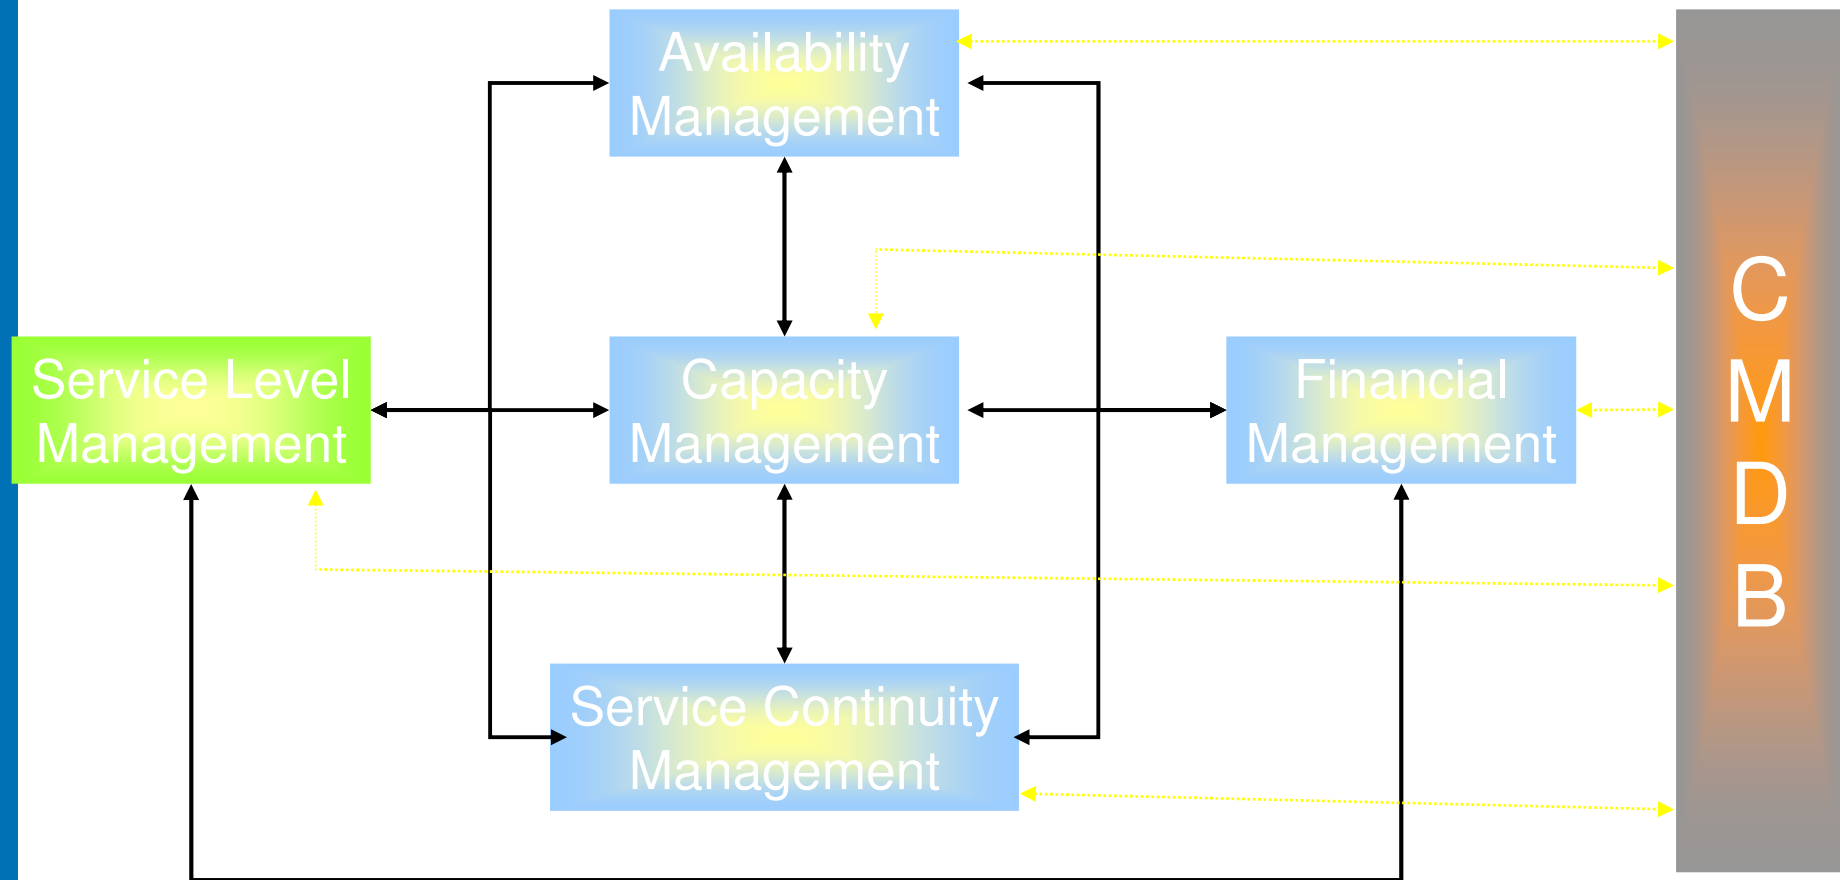 Availability
Management
Service Level
Management
Capacity
Management
Financial
Management
Service Continuity
Management
C
M
D
B